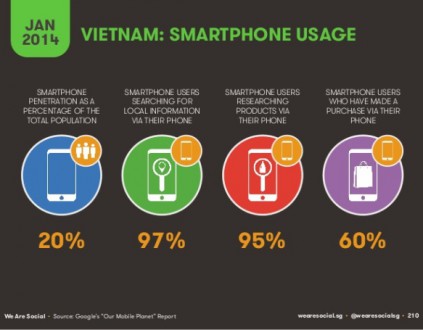 JAN
2014
VIETNAM: SMARTPHONE USAGE
SMARTPHONE
PENETRATION AS A
PERCENTAGE OF THE
TOTAL POPULATION
SMARTPHONE USERS
SEARCHING FOR
LOCAL INFORMATION
VIA THEIR PHONE
SMARTPHONE USERS
RESEARCHING
PRODUCTS VIA
THEIR PHONE
SMARTPHONE USERS
WHO HAVE MADE A
PURCHASE VIA THEIR
PHONE
20%
97%
95%
60%
We Are Social · Source: Google's "Our Mobile Planet" Report
wearesocial.sg · @wearesocialsg · 210